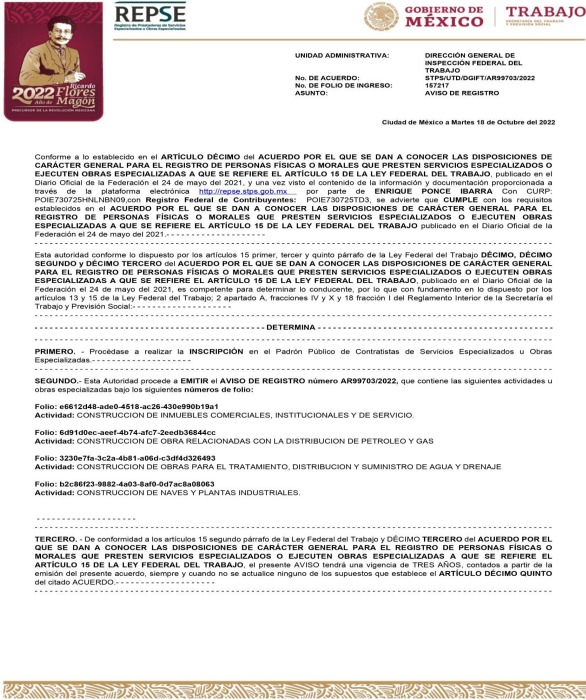 REPSE
Registro de Prestadoras de Servicios
Especializados u Obras Especializadas
GOBIERNO DE
MÉXICO
TRABAJO
SECRETARÍA DEL TRABAJO
Y PREVISIÓN SOCIAL
2022 Ricardo
Flores
Año de Magón
PRECURSOR DE LA REVOLUCIÓN MEXICANA
UNIDAD ADMINISTRATIVA: DIRECCIÓN GENERAL DE
INSPECCIÓN FEDERAL DEL
TRABAJO
No. DE ACUERDO: STPS/UTD/DGIFT/AR99703/2022
No. DE FOLIO DE INGRESO: 157217
ASUNTO: AVISO DE REGISTRO
Ciudad de México a Martes 18 de Octubre del 2022
Conforme a lo establecido en el ARTÍCULO DÉCIMO del ACUERDO POR EL QUE SE DAN A CONOCER LAS DISPOSICIONES DE
CARÁCTER GENERAL PARA EL REGISTRO DE PERSONAS FÍSICAS O MORALES QUE PRESTEN SERVICIOS ESPECIALIZADOS O
EJECUTEN OBRAS ESPECIALIZADAS A QUE SE REFIERE EL ARTÍCULO 15 DE LA LEY FEDERAL DEL TRABAJO, publicado en el
Diario Oficial de la Federación el 24 de mayo del 2021, y una vez visto el contenido de la información y documentación proporcionada a
través de la plataforma electrónica http://repse.stps.gob.mx por parte de ENRIQUE PONCE IBARRA Con CURP:
POIE730725HNLNBN09,con Registro Federal de Contribuyentes: POIE730725TD3, se advierte que CUMPLE con los requisitos
establecidos en el ACUERDO POR EL QUE SE DAN A CONOCER LAS DISPOSICIONES DE CARÁCTER GENERAL PARA EL
REGISTRO DE PERSONAS FÍSICAS O MORALES QUE PRESTEN SERVICIOS ESPECIALIZADOS O EJECUTEN OBRAS
ESPECIALIZADAS A QUE SE REFIERE EL ARTÍCULO 15 DE LA LEY FEDERAL DEL TRABAJO publicado en el Diario Oficial de la
Federación el 24 de mayo del 2021.- - - - - - - - - - - - - - - - - - - -
Esta autoridad conforme lo dispuesto por los artículos 15 primer, tercer y quinto párrafo de la Ley Federal del Trabajo DÉCIMO, DÉCIMO
SEGUNDO y DÉCIMO TERCERO del ACUERDO POR EL QUE SE DAN A CONOCER LAS DISPOSICIONES DE CARÁCTER GENERAL
PARA EL REGISTRO DE PERSONAS FÍSICAS O MORALES QUE PRESTEN SERVICIOS ESPECIALIZADOS O EJECUTEN OBRAS
ESPECIALIZADAS A QUE SE REFIERE EL ARTÍCULO 15 DE LA LEY FEDERAL DEL TRABAJO, publicado en el Diario Oficial de la
Federación el 24 de mayo del 2021, es competente para determinar lo conducente, por lo que con fundamento en lo dispuesto por los
artículos 13 y 15 de la Ley Federal del Trabajo; 2 apartado A, fracciones IV y X y 18 fracción I del Reglamento Interior de la Secretaría el
Trabajo y Previsión Social:- - - - - - - - - - - - - - - - - - - -
DETERMINA
PRIMERO. - Procédase a realizar la INSCRIPCIÓN en el Padrón Público de Contratistas de Servicios Especializados u Obras
Especializadas.- - - - - - - - - - - - - - - - - - - -
SEGUNDO.- Esta Autoridad procede a EMITIR el AVISO DE REGISTRO número AR99703/2022, que contiene las siguientes actividades u
obras especializadas bajo los siguientes números de folio:
Folio: e6612d48-ade0-4518-ac26-430e990b19a1
Actividad: CONSTRUCCION DE INMUEBLES COMERCIALES, INSTITUCIONALES Y DE SERVICIO.
Folio: 6d91d0ec-aeef-4b74-afc7-2eedb36844cc
Actividad: CONSTRUCCION DE OBRA RELACIONADAS CON LA DISTRIBUCION DE PETROLEO Y GAS
Folio: 3230e7fa-3c2a-4b81-a06d-c3df4d326493
Actividad: CONSTRUCCION DE OBRAS PARA EL TRATAMIENTO, DISTRIBUCION Y SUMINISTRO DE AGUA Y DRENAJE
Folio: b2c86f23-9882-4a03-8af0-0d7ac8a08063
Actividad: CONSTRUCCION DE NAVES Y PLANTAS INDUSTRIALES.
TERCERO. - De conformidad a los artículos 15 segundo párrafo de la Ley Federal del Trabajo y DÉCIMO TERCERO del ACUERDO POR EL
QUE SE DAN A CONOCER LAS DISPOSICIONES DE CARÁCTER GENERAL PARA EL REGISTRO DE PERSONAS FÍSICAS O
MORALES QUE PRESTEN SERVICIOS ESPECIALIZADOS O EJECUTEN OBRAS ESPECIALIZADAS A QUE SE REFIERE EL
ARTÍCULO 15 DE LA LEY FEDERAL DEL TRABAJO, el presente AVISO tendrá una vigencia de TRES AÑOS, contados a partir de la
emisión del presente acuerdo, siempre y cuando no se actualice ninguno de los supuestos que establece el ARTÍCULO DÉCIMO QUINTO
del citado ACUERDO.- - - - - - - - - - - - - - - - - - - -